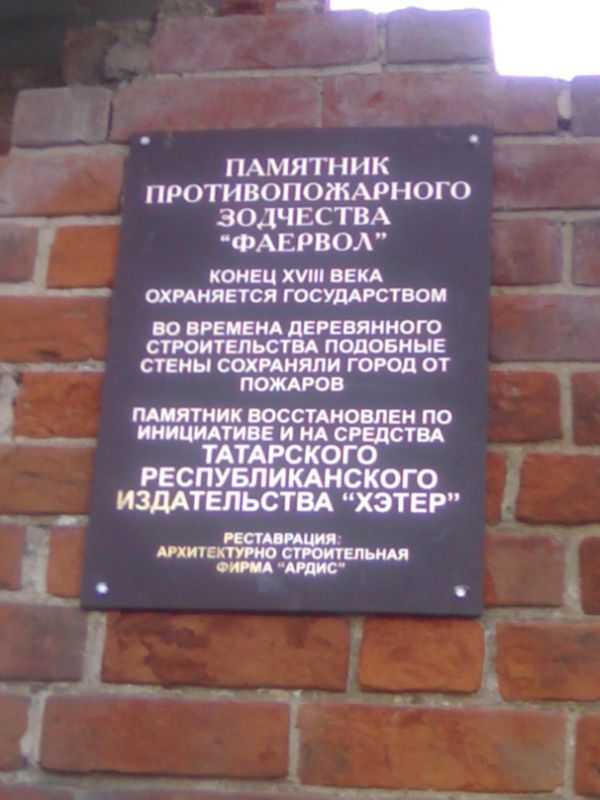 ПАМЯТНИК
ПРОТИВОПОЖАРНОГО
ЗОДЧЕСТВА
“ФАЕРВОЛ”
КОНЕЦ XVIII ВЕКА
ОХРАНЯЕТСЯ ГОСУДАРСТВОМ
ВО ВРЕМЕНА ДЕРЕВЯННОГО
СТРОИТЕЛЬСТВА ПОДОБНЫЕ
СТЕНЫ СОХРАНЯЛИ ГОРОД ОТ
ПОЖАРОВ
ПАМЯТНИК ВОССТАНОВЛЕН ПО
ИНИЦИАТИВЕ И НА СРЕДСТВА
ТАТАРСКОГО
РЕСПУБЛИКАНСКОГО
ИЗДАТЕЛЬСТВА “ХЭТЕР”
РЕСТАВРАЦИЯ:
АРХИТЕКТУРНО СТРОИТЕЛЬНАЯ
ФИРМА “АРДИС”